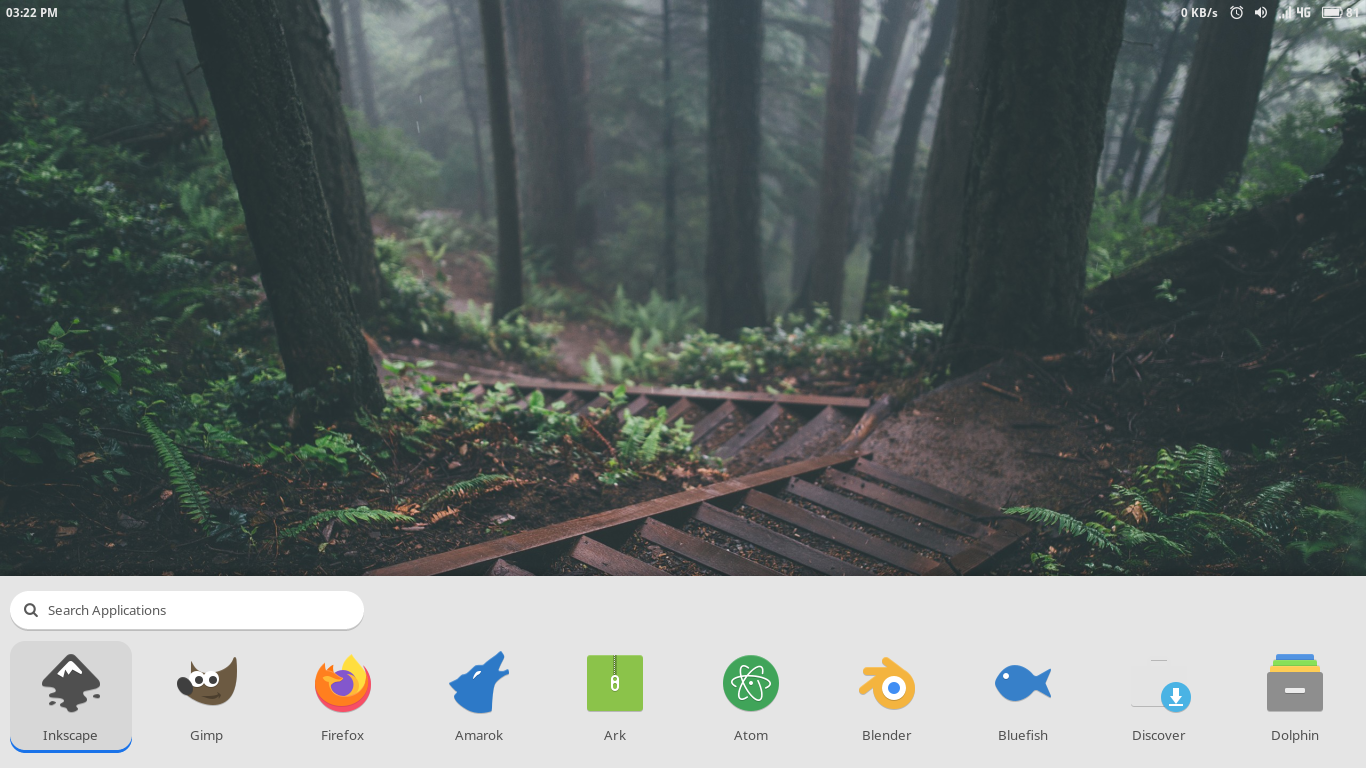 03:22 PM
0 KB/s 4G 81
Search Applications
Inkscape
Gimp
Firefox
Amarok
Ark
Atom
Blender
Bluefish
Discover
Dolphin